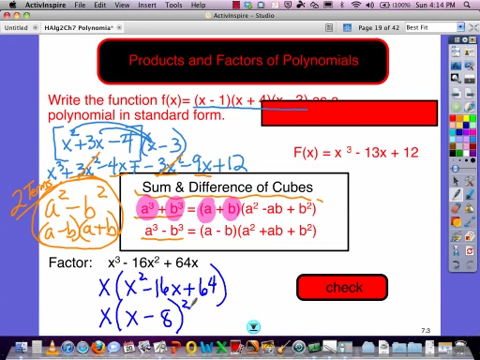 ActivInspire File Edit View Insert Tools Help Sun 4:14 PM
ActivInspire – Studio
Untitled HAlg2Ch7 Polynomia* Page 19 of 42 Best Fit
Products and Factors of Polynomials
Write the function f(x)= (x - 1)(x + 4)(x - 3) as a
polynomial in standard form.
[x² + 3x - 4](x - 3)
F(x) = x ³ - 13x + 12
x³ + 3x² - 4x - 3x² - 9x + 12
2 Terms
a² - b²
(a - b)(a + b)
Sum & Difference of Cubes
a³ + b³ = (a + b)(a² -ab + b²)
a³ - b³ = (a - b)(a² +ab + b²)
Factor: x³ - 16x² + 64x
x(x² - 16x + 64)
x(x - 8)²
check
7.3